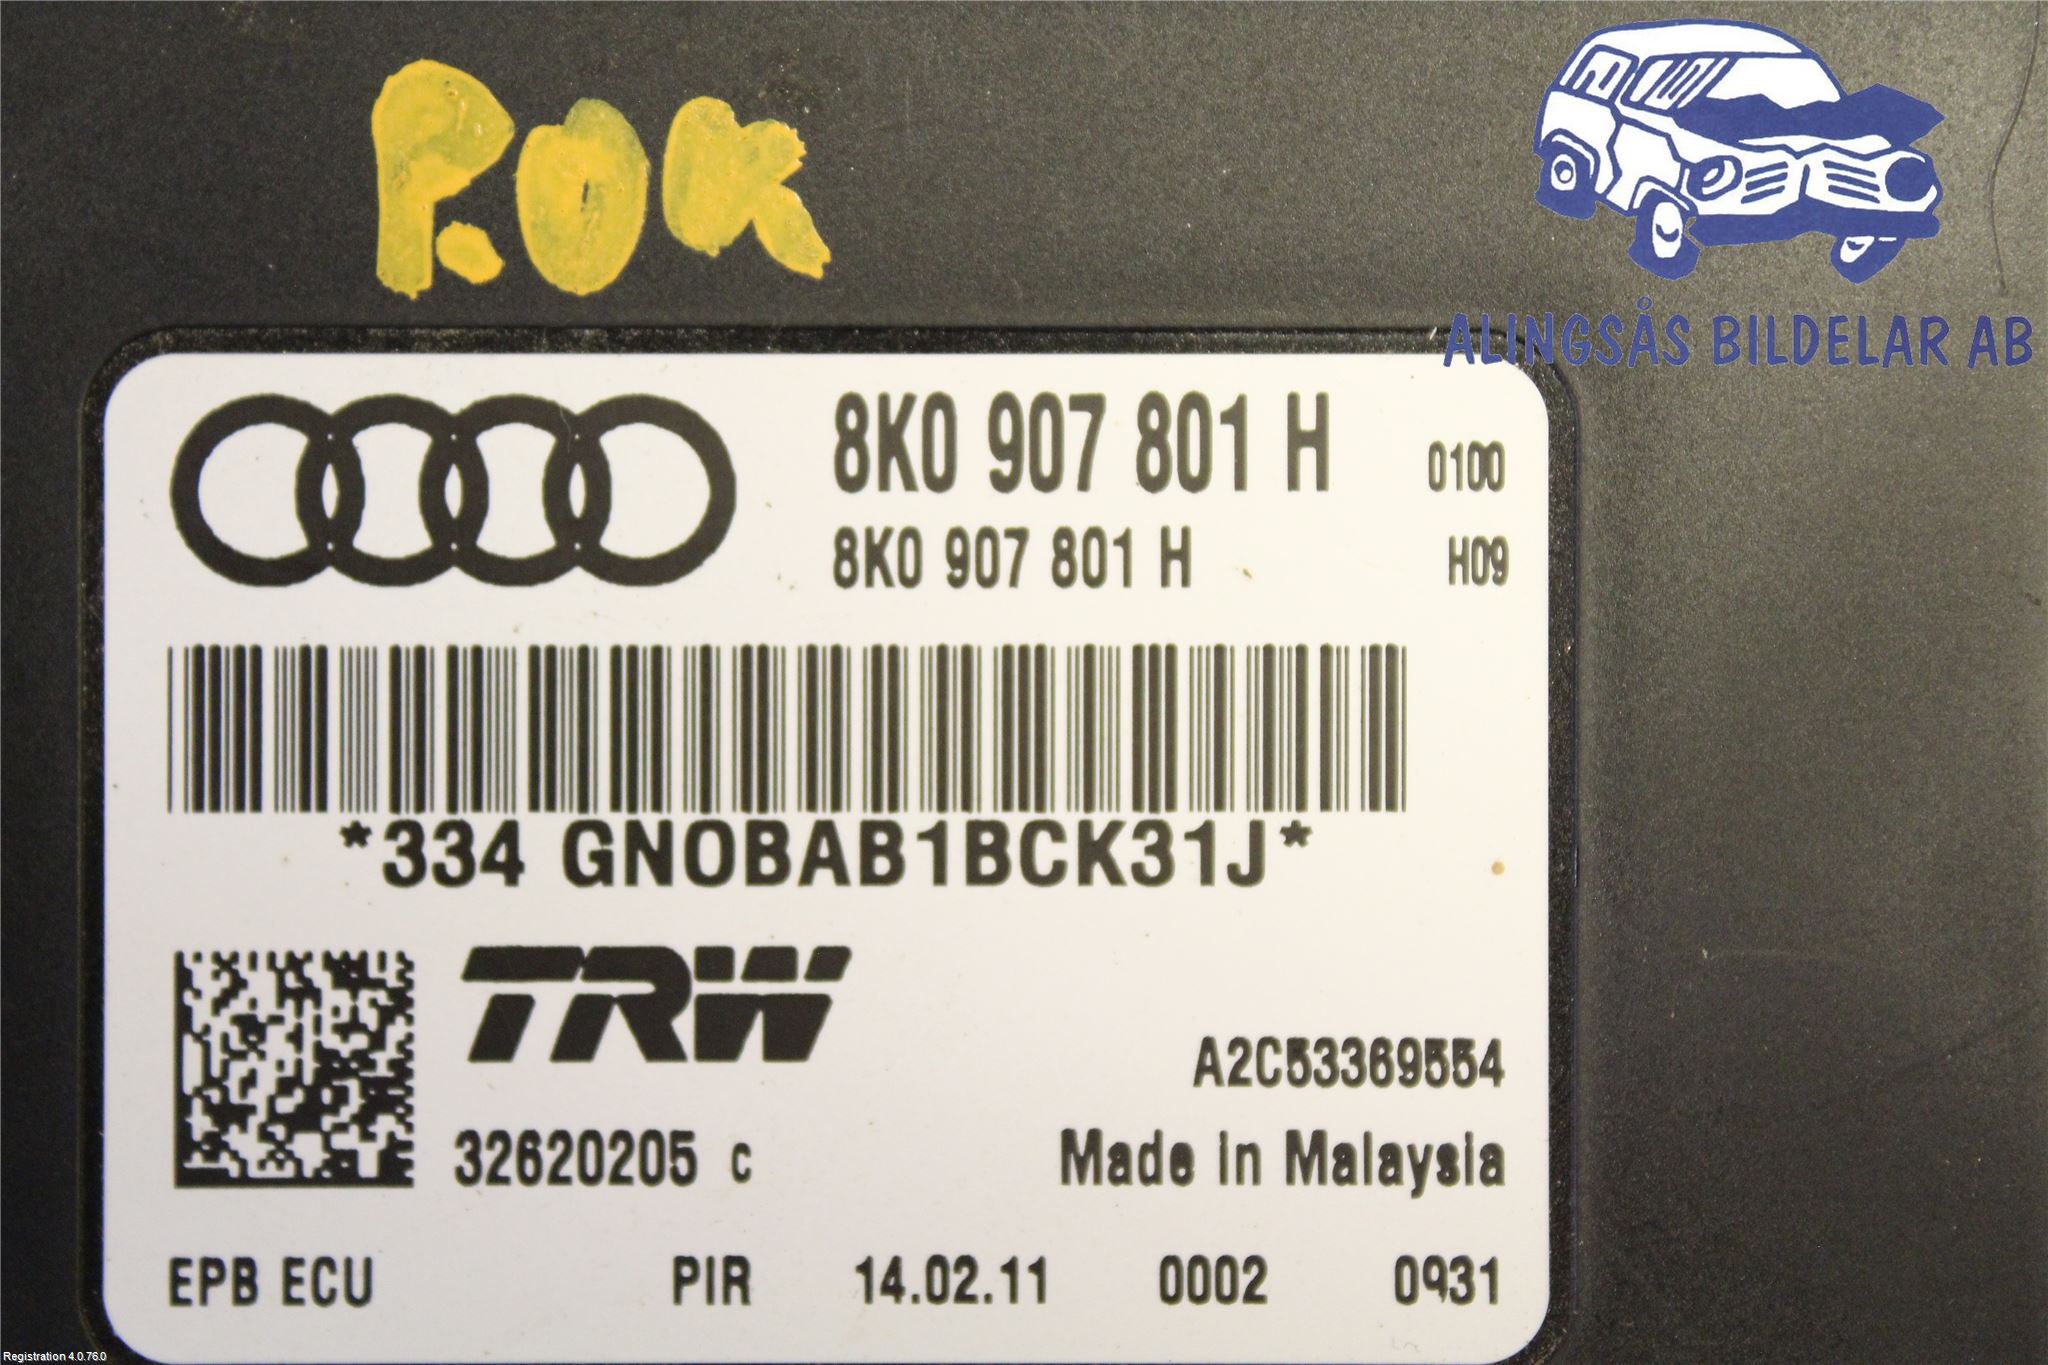 P.OK
ALINGSÅS BILDELAR AB
8K0 907 801 H 0100
8K0 907 801 H H09
*334 GNOBAB1BCK31J*
TRW
A2C53369554
32620205 c Made in Malaysia
EPB ECU PIR 14.02.11 0002 0931
Registration 4.0.76.0